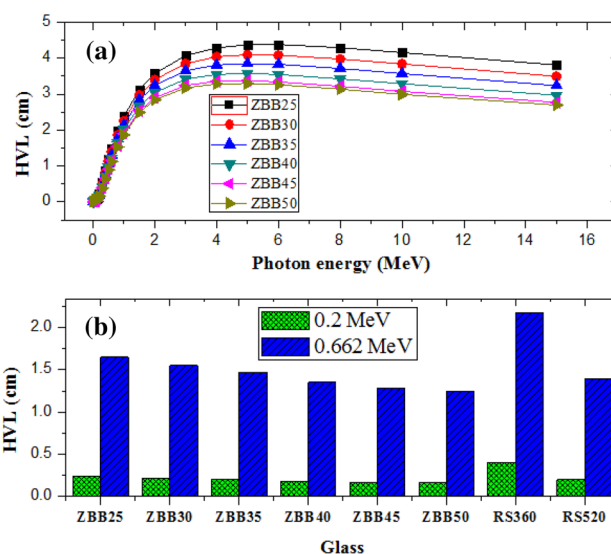 (a)
HVL (cm)
5
4
3
2
1
0
ZBB25
ZBB30
ZBB35
ZBB40
ZBB45
ZBB50
0 2 4 6 8 10 12 14 16
Photon energy (MeV)
(b)
HVL (cm)
2.0
1.5
1.0
0.5
0.0
0.2 MeV
0.662 MeV
ZBB25 ZBB30 ZBB35 ZBB40 ZBB45 ZBB50 RS360 RS520
Glass